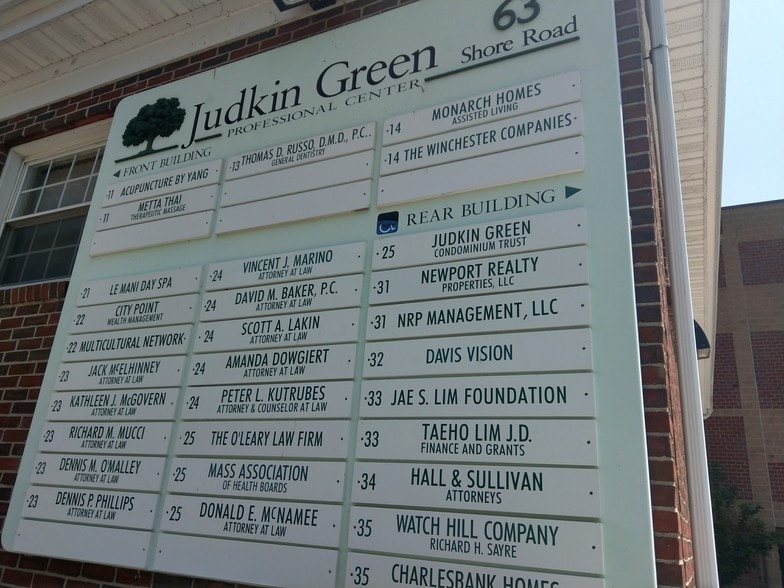 63
Shore Road
Judkin Green
PROFESSIONAL CENTER
FRONT BUILDING
11 ACUPUNCTURE BY YANG
11 METTA THAI
THERAPEUTIC MASSAGE
13 THOMAS D. RUSSO, D.M.D., P.C.
GENERAL DENTISTRY
14 MONARCH HOMES
ASSISTED LIVING
14 THE WINCHESTER COMPANIES
REAR BUILDING
21 LE MANI DAY SPA
22 CITY POINT
WEALTH MANAGEMENT
22 MULTICULTURAL NETWORK
23 JACK McELHINNEY
ATTORNEY AT LAW
23 KATHLEEN J. McGOVERN
ATTORNEY AT LAW
23 RICHARD M. MUCCI
ATTORNEY AT LAW
23 DENNIS M. O'MALLEY
ATTORNEY AT LAW
23 DENNIS P. PHILLIPS
ATTORNEY AT LAW
24 VINCENT J. MARINO
ATTORNEY AT LAW
24 DAVID M. BAKER, P.C.
ATTORNEY AT LAW
24 SCOTT A. LAKIN
ATTORNEY AT LAW
24 AMANDA DOWGIERT
ATTORNEY AT LAW
24 PETER L. KUTRUBES
ATTORNEY & COUNSELOR AT LAW
25 THE O'LEARY LAW FIRM
25 MASS ASSOCIATION
OF HEALTH BOARDS
25 DONALD E. McNAMEE
ATTORNEY AT LAW
25 JUDKIN GREEN
CONDOMINIUM TRUST
31 NEWPORT REALTY
PROPERTIES, LLC
31 NRP MANAGEMENT, LLC
32 DAVIS VISION
33 JAE S. LIM FOUNDATION
33 TAEHO LIM J.D.
FINANCE AND GRANTS
34 HALL & SULLIVAN
ATTORNEYS
35 WATCH HILL COMPANY
RICHARD H. SAYRE
35 CHARLESBANK HOMES